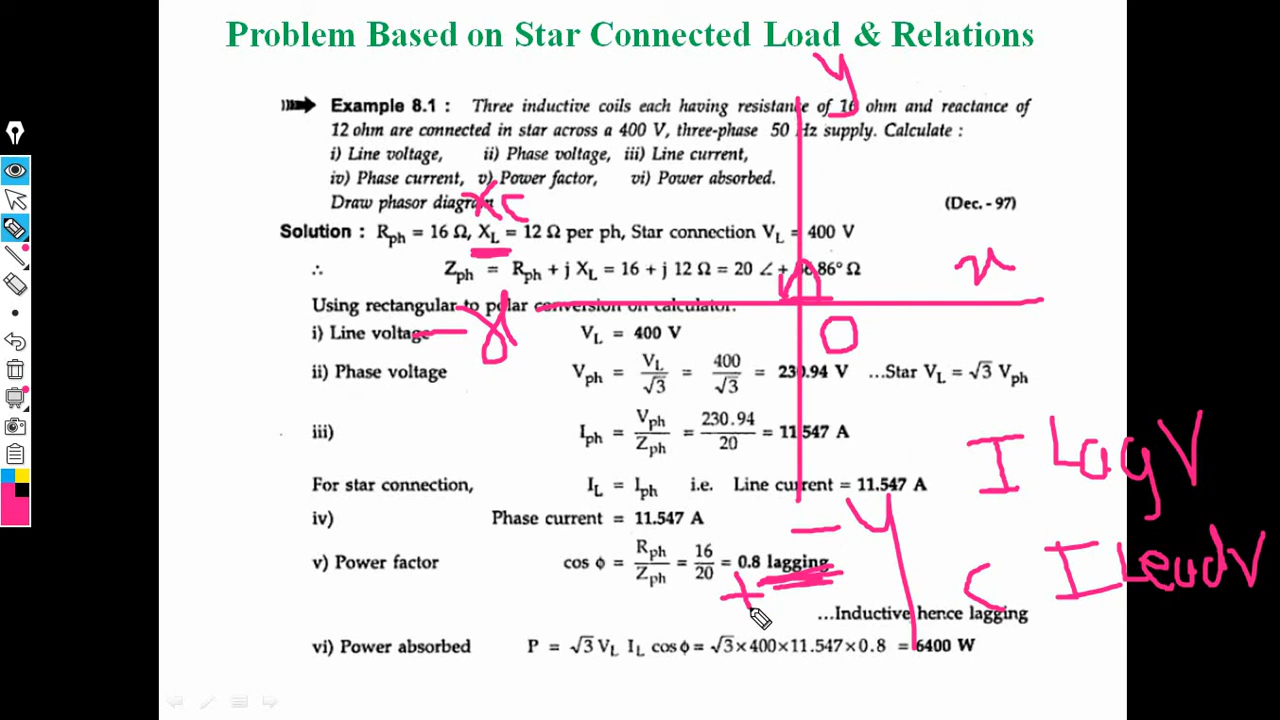 Problem Based on Star Connected Load & Relations
y
Example 8.1 : Three inductive coils each having resistance of 16 ohm and reactance of
12 ohm are connected in star across a 400 V, three-phase 50 Hz supply. Calculate :
i) Line voltage, ii) Phase voltage, iii) Line current,
iv) Phase current, v) Power factor, vi) Power absorbed.
Draw phasor diagram (Dec. - 97)
Xc
Solution : Rph = 16 Ω, XL = 12 Ω per ph, Star connection VL = 400 V
∴ Zph = Rph + j XL = 16 + j 12 Ω = 20 ∠ + 36.86° Ω
x
Using rectangular to polar conversion on calculator.
i) Line voltage VL = 400 V
0
ii) Phase voltage Vph = VL/√3 = 400/√3 = 230.94 V ...Star VL = √3 Vph
iii) Iph = Vph/Zph = 230.94/20 = 11.547 A
I Lag V
For star connection, IL = Iph i.e. Line current = 11.547 A
iv) Phase current = 11.547 A
- y
v) Power factor cos ϕ = Rph/Zph = 16/20 = 0.8 lagging
C I Lead V
...Inductive hence lagging
vi) Power absorbed P = √3 VL IL cos ϕ = √3 × 400 × 11.547 × 0.8 = 6400 W